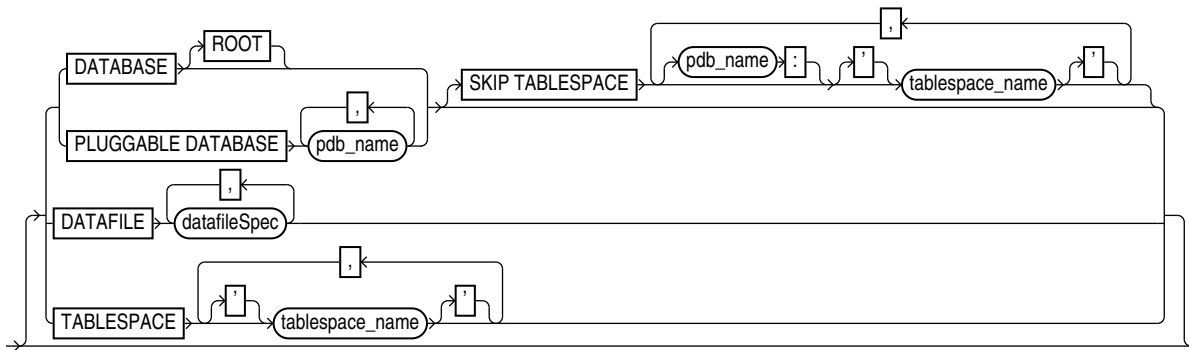 ,
ROOT
DATABASE
SKIP TABLESPACE
pdb_name
:
'
tablespace_name
'
,
PLUGGABLE DATABASE
pdb_name
,
DATAFILE
datafileSpec
,
TABLESPACE
'
tablespace_name
'